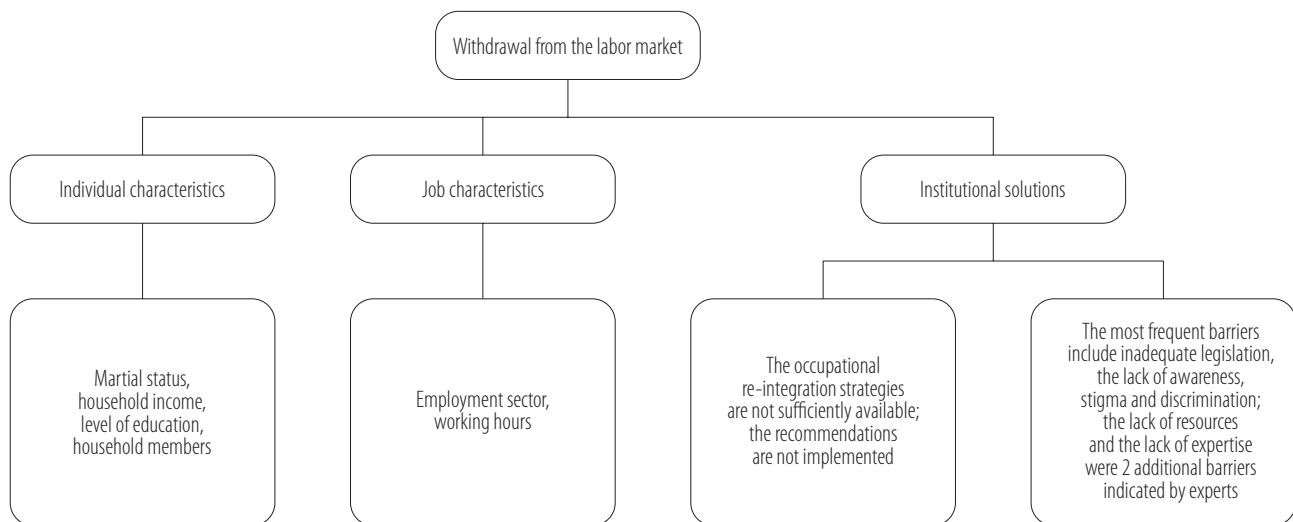 Withdrawal from the labor market
Individual characteristics
Job characteristics
Institutional solutions
Martial status,
household income,
level of education,
household members
Employment sector,
working hours
The occupational
re-integration strategies
are not sufficiently available;
the recommendations
are not implemented
The most frequent barriers
include inadequate legislation,
the lack of awareness,
stigma and discrimination;
the lack of resources
and the lack of expertise
were 2 additional barriers
indicated by experts